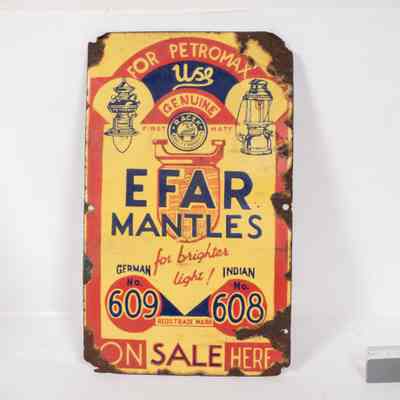 FOR PETROMAX
Use
GENUINE
FIRST MATE
EFAR
MANTLES
for brighter
light!
GERMAN INDIAN
No. No.
609 608
REGD TRADE MARK
ON SALE HERE